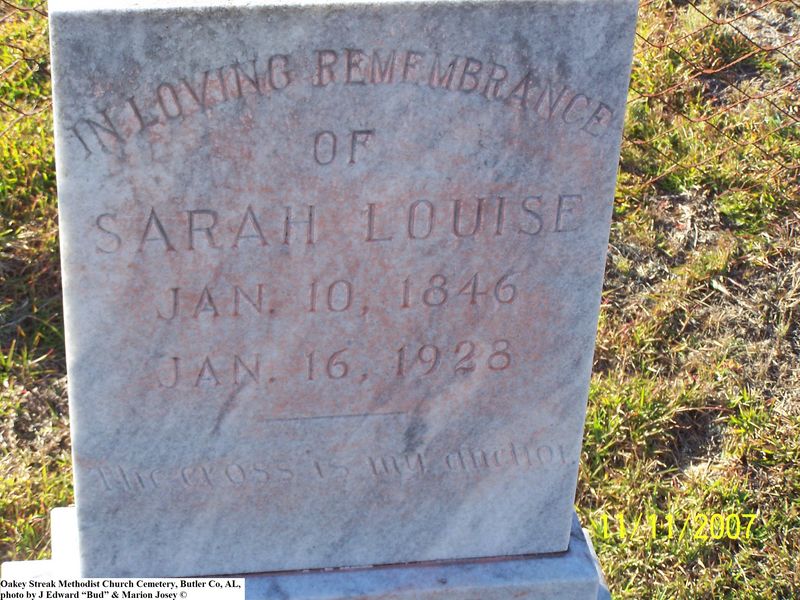 IN LOVING REMEMBRANCE
OF
SARAH LOUISE
JAN. 10, 1846
JAN. 16, 1928
The cross is my anchor.
11/11/2007
Oakey Streak Methodist Church Cemetery, Butler Co, AL,
photo by J Edward “Bud” & Marion Josey ©